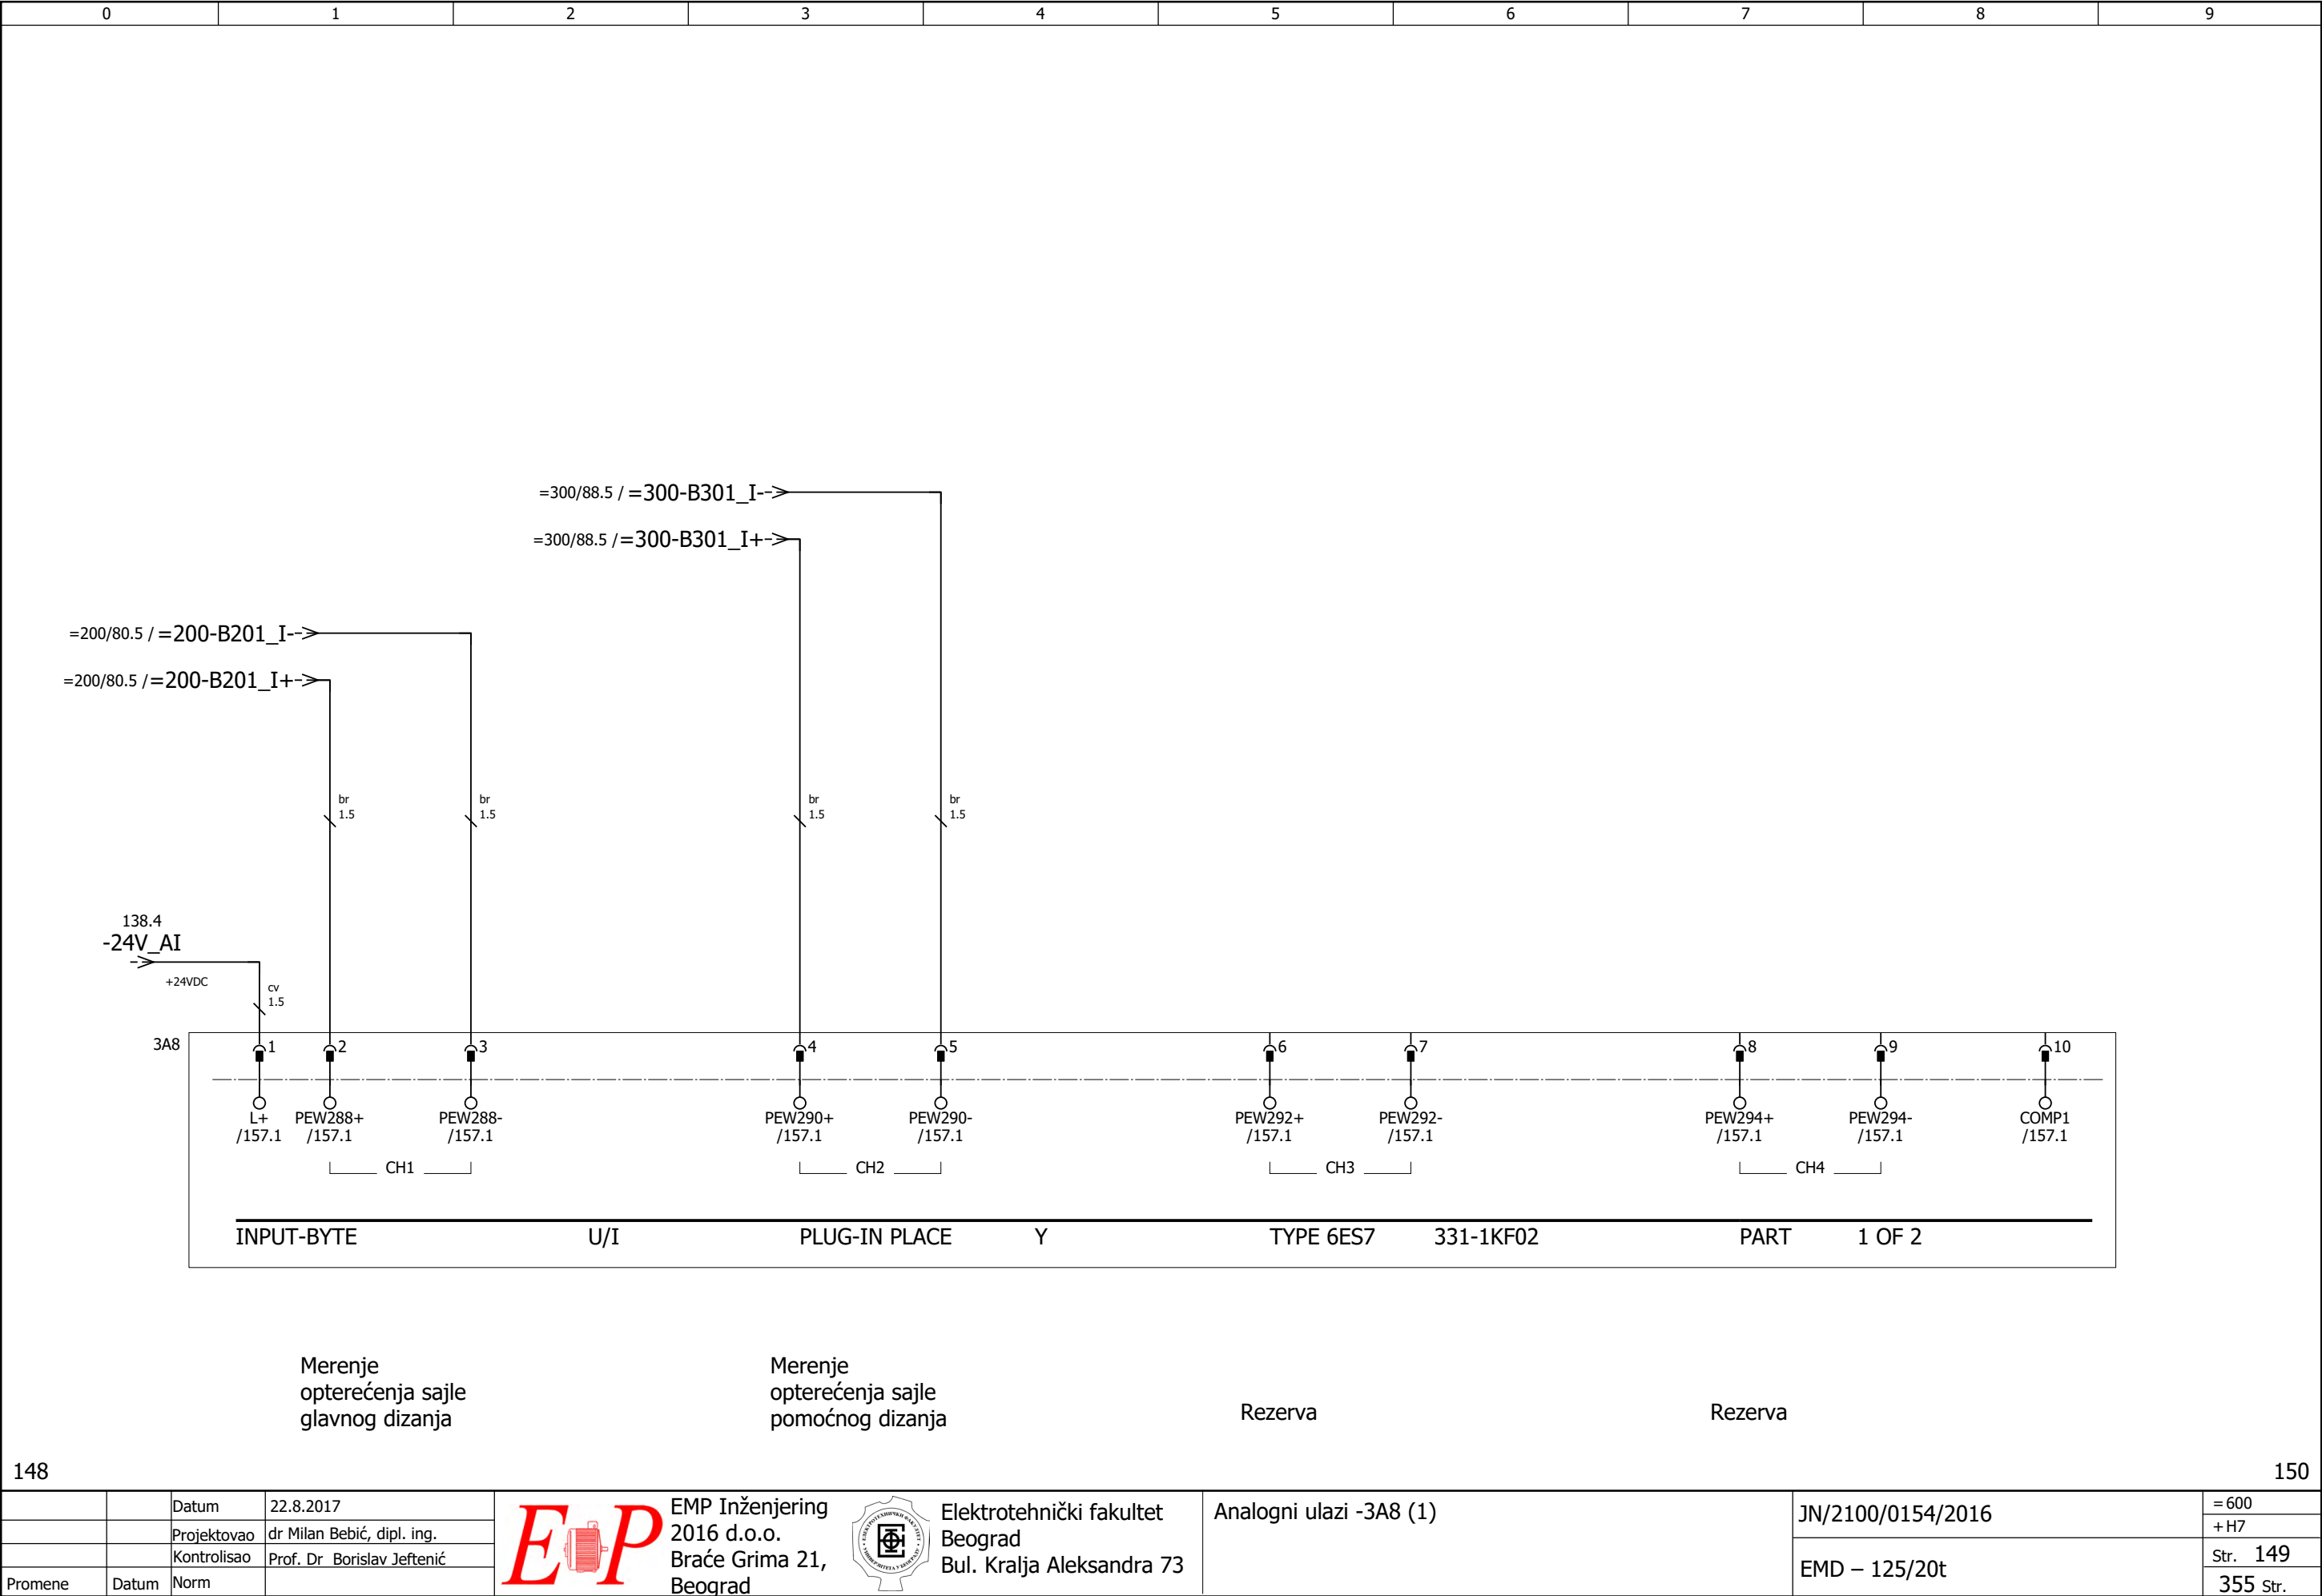 0 1 2 3 4 5 6 7 8 9
=300/88.5 / =300-B301_I-
=300/88.5 / =300-B301_I+
=200/80.5 / =200-B201_I-
=200/80.5 / =200-B201_I+
br br br br
1.5 1.5 1.5 1.5
138.4
-24V_AI
+24VDC
cv
1.5
3A8 1 2 3 4 5 6 7 8 9 10
L+ PEW288+ PEW288- PEW290+ PEW290- PEW292+ PEW292- PEW294+ PEW294- COMP1
/157.1 /157.1 /157.1 /157.1 /157.1 /157.1 /157.1 /157.1 /157.1 /157.1
CH1 CH2 CH3 CH4
INPUT-BYTE U/I PLUG-IN PLACE Y TYPE 6ES7 331-1KF02 PART 1 OF 2
Merenje
opterećenja sajle
glavnog dizanja
Merenje
opterećenja sajle
pomoćnog dizanja
Rezerva
Rezerva
148 150
Datum 22.8.2017
Projektovao dr Milan Bebić, dipl. ing.
Kontrolisao Prof. Dr Borislav Jeftenić
Promene Datum Norm
E P
EMP Inženjering
2016 d.o.o.
Braće Grima 21,
Beograd
Elektrotehnički fakultet
Beograd
Bul. Kralja Aleksandra 73
Analogni ulazi -3A8 (1)
JN/2100/0154/2016
EMD – 125/20t
= 600
+ H7
Str. 149
355 Str.